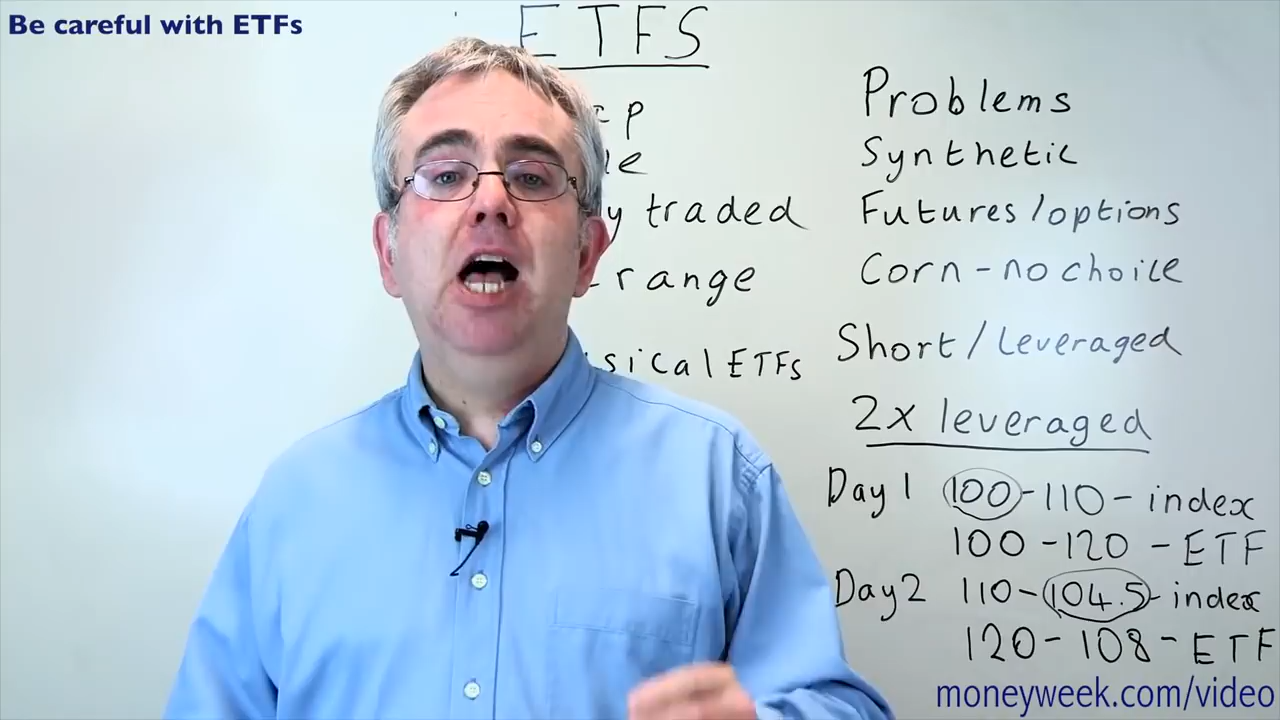 Be careful with ETFs
ETFS
traded
range
ETFs
Problems
Synthetic
Futures/options
Corn-no choice
Short/Leveraged
2x leveraged
Day 1 100-110-index
100-120-ETF
Day 2 110-104.5-index
120-108-ETF
moneyweek.com/video